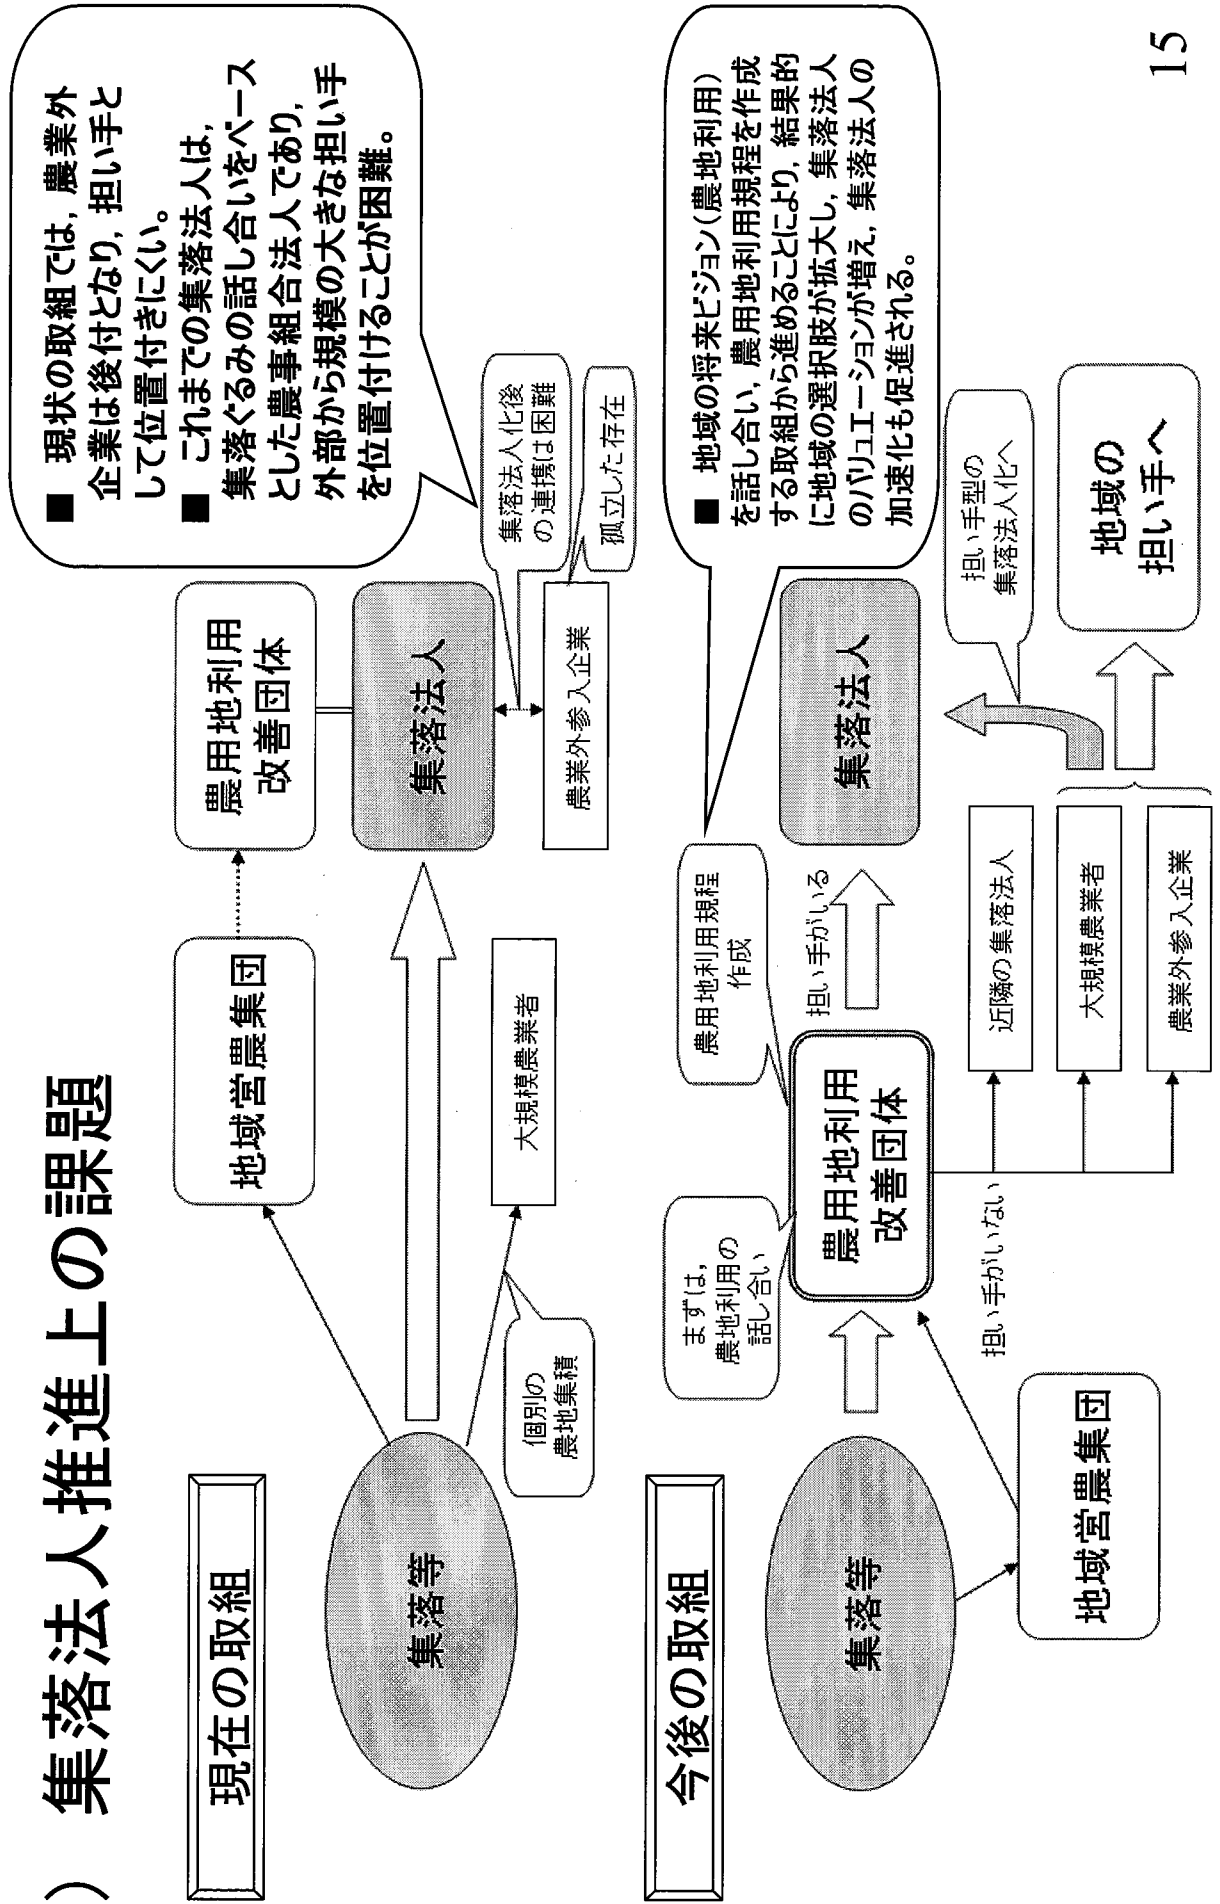 ） 集落法人推進上の課題
現在の取組
集落等
地域営農集団
農用地利用
改善団体
集落法人
大規模農業者
個別の
農地集積
農業外参入企業
集落法人化後
の連携は困難
孤立した存在
■ 現状の取組では，農業外
企業は後付となり，担い手と
して位置付きにくい。
■ これまでの集落法人は，
集落ぐるみの話し合いをベース
とした農事組合法人であり，
外部から規模の大きな担い手
を位置付けることが困難。
今後の取組
集落等
地域営農集団
まずは，
農地利用の
話し合い
農用地利用
改善団体
農用地利用規程
作成
担い手がいる
担い手がいない
集落法人
近隣の集落法人
大規模農業者
農業外参入企業
担い手型の
集落法人化へ
地域の
担い手へ
■ 地域の将来ビジョン（農地利用）
を話し合い，農用地利用規程を作成
する取組から進めることにより，結果的
に地域の選択肢が拡大し，集落法人
のバリュエーションが増え，集落法人の
加速化も促進される。
15